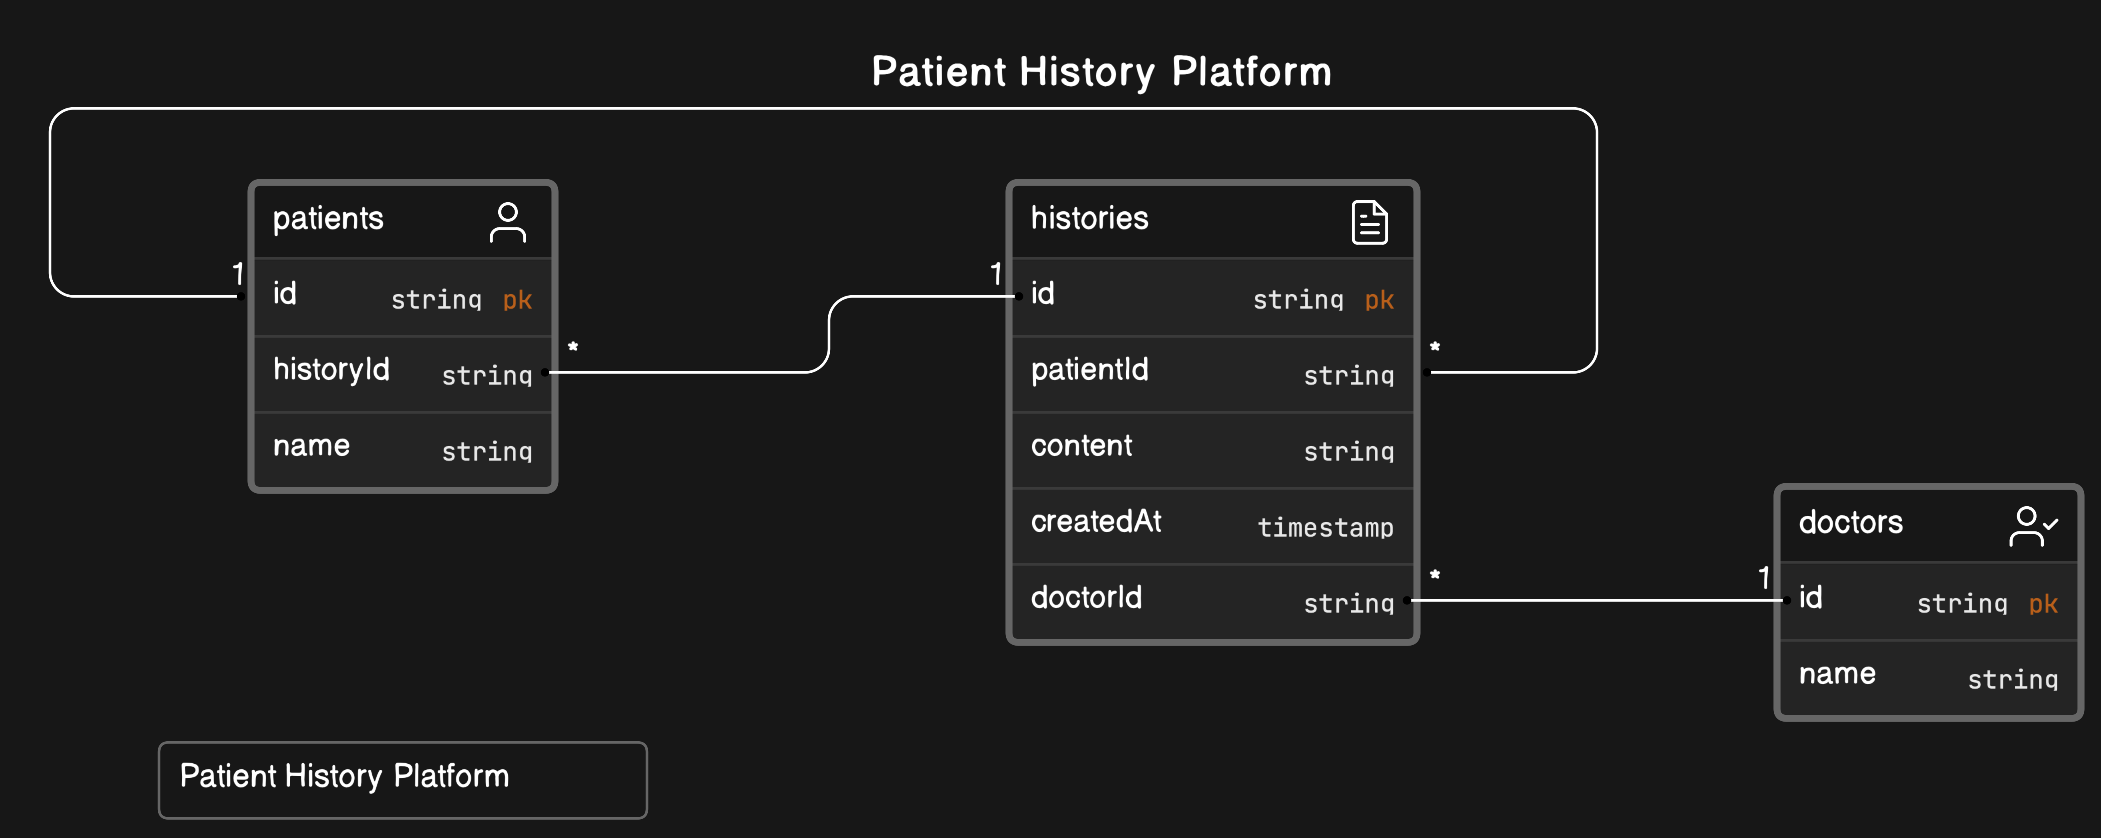 Patient History Platform
patients
1
id string pk
*
historyId string
name string
histories
1
id string pk
*
patientId string
content string
createdAt timestamp
*
doctorId string
doctors
1
id string pk
name string
Patient History Platform